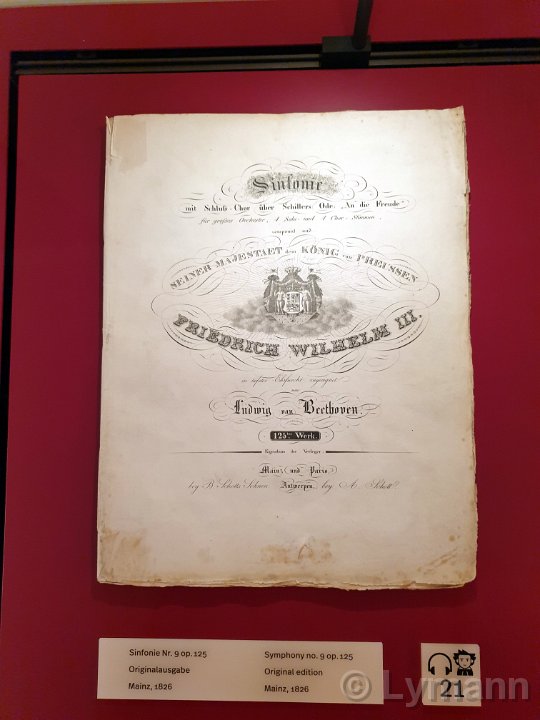 Sinfonie
mit Schluß-Chor über Schillers Ode: „An die Freude“
für großes Orchester, 4 Solo- und 4 Chor-Stimmen,
componirt und
SEINER MAJESTAET dem KÖNIG von PREUSSEN
FRIEDRICH WILHELM III.
in tiefster Ehrfurcht zugeeignet
von
Ludwig van Beethoven.
125tes Werk.
Eigenthum der Verleger.
Mainz und Paris,
bey B. Schotts Söhnen. Antwerpen, bey A. Schott.
Sinfonie Nr. 9 op. 125
Originalausgabe
Mainz, 1826
Symphony no. 9 op. 125
Original edition
Mainz, 1826
21
© Lymann